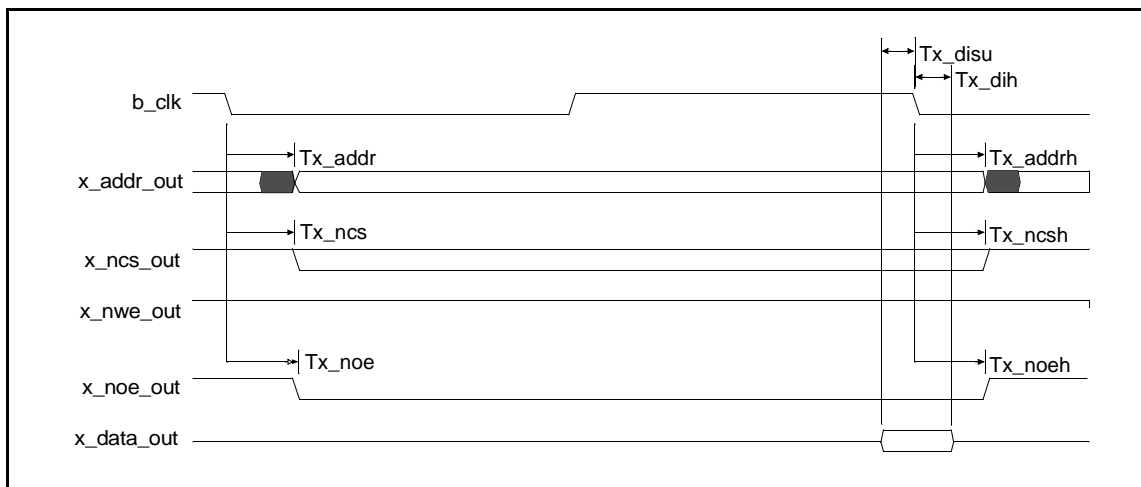 Tx_disu
Tx_dih
b_clk
Tx_addr
Tx_addrh
x_addr_out
Tx_ncs
Tx_ncsh
x_ncs_out
x_nwe_out
Tx_noe
Tx_noeh
x_noe_out
x_data_out